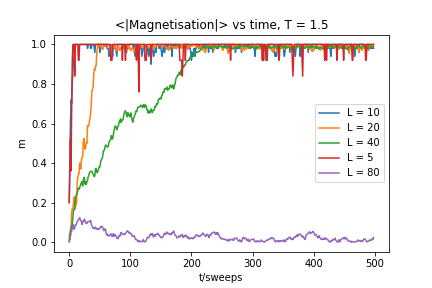 <|Magnetisation|> vs time, T = 1.5
m
1.0
0.8
0.6
0.4
0.2
0.0
L = 10
L = 20
L = 40
L = 5
L = 80
0 100 200 300 400 500
t/sweeps